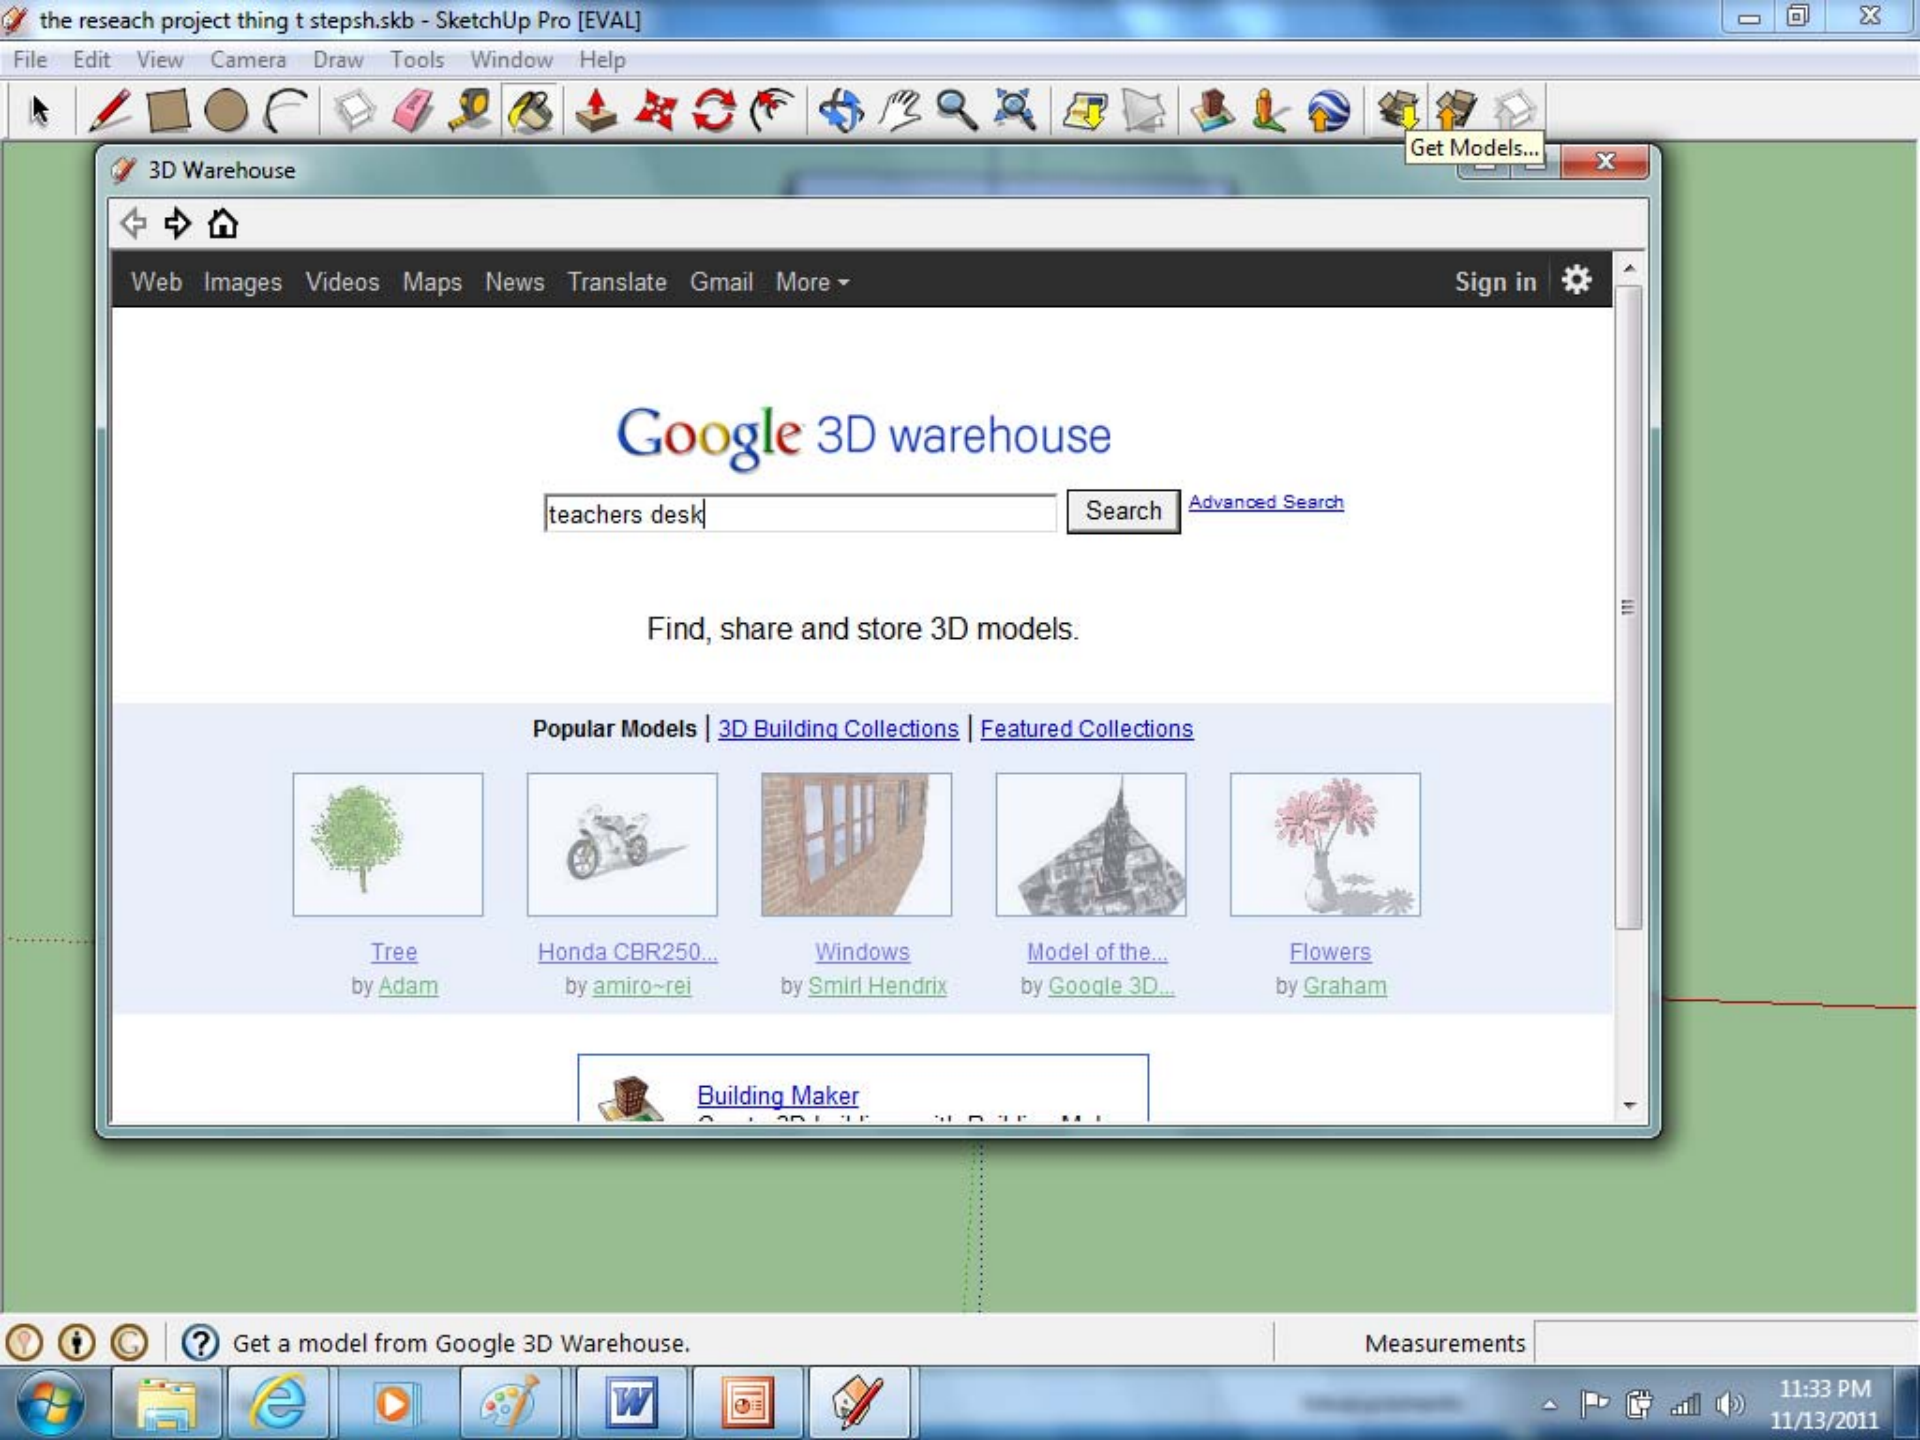 the reseach project thing t stepsh.skb - SketchUp Pro [EVAL]
File Edit View Camera Draw Tools Window Help
Get Models...
3D Warehouse
Web Images Videos Maps News Translate Gmail More Sign in
Google 3D warehouse
teachers desk Search Advanced Search
Find, share and store 3D models.
Popular Models | 3D Building Collections | Featured Collections
Tree Honda CBR250... Windows Model of the... Flowers
by Adam by amiro~rei by Smirl Hendrix by Google 3D... by Graham
Building Maker
Get a model from Google 3D Warehouse. Measurements
11:33 PM
11/13/2011